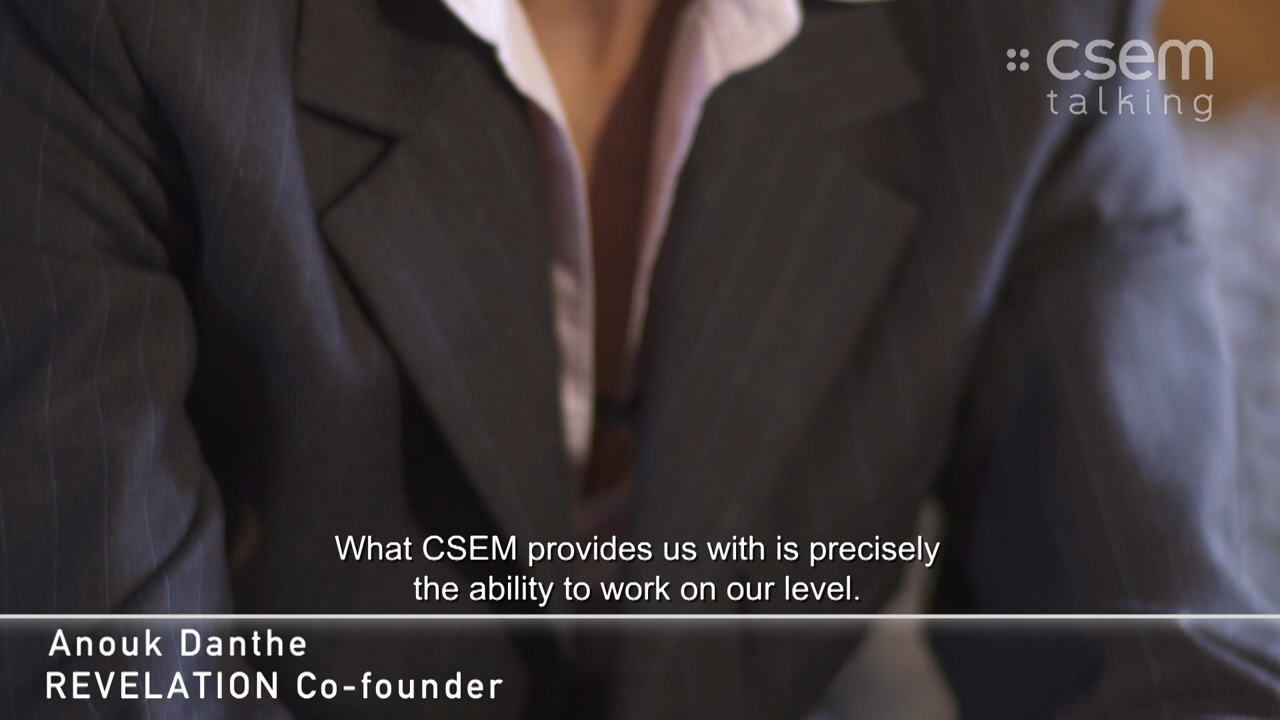 csem
talking
What CSEM provides us with is precisely
the ability to work on our level.
Anouk Danthe
REVELATION Co-founder